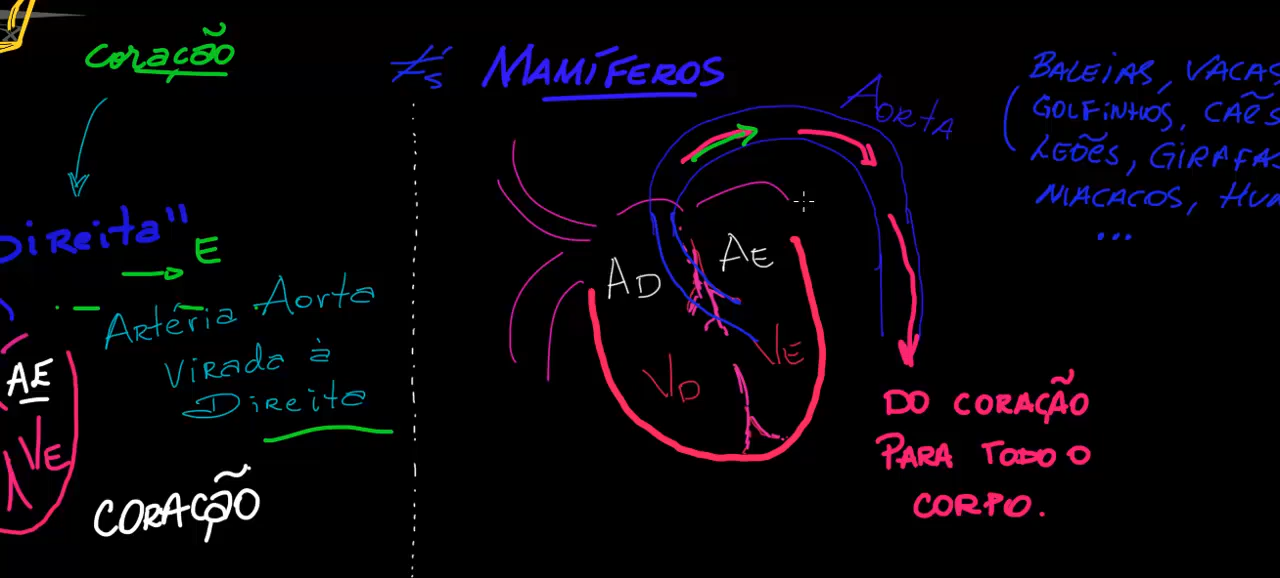 CORAÇÃO
DIREITA"
E
ARTÉRIA AORTA
VIRADA À
DIREITA
AE
VE
CORAÇÃO
≠'s MAMÍFEROS
AORTA
AD
AE
VD
VE
DO CORAÇÃO
PARA TODO O
CORPO.
BALEIAS, VACAS
GOLFINHOS, CÃES
LEÕES, GIRAFAS
MACACOS, HUM
...